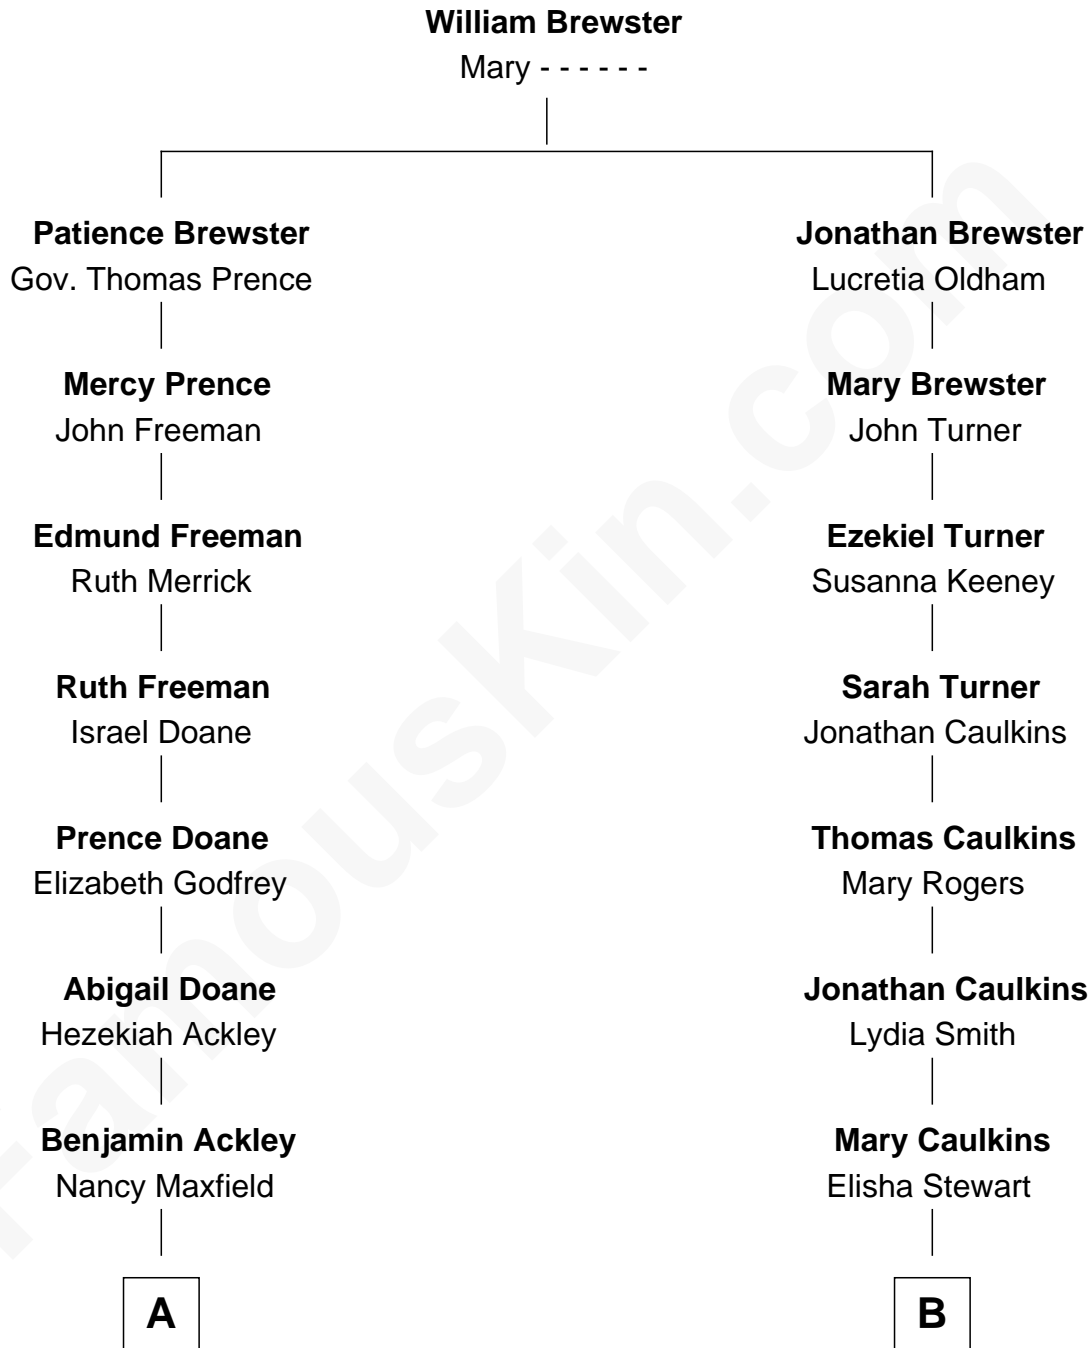 William Brewster
Mary - - - - - -
Patience Brewster
Gov. Thomas Prence
Jonathan Brewster
Lucretia Oldham
Mercy Prence
John Freeman
Mary Brewster
John Turner
Edmund Freeman
Ruth Merrick
Ezekiel Turner
Susanna Keeney
Ruth Freeman
Israel Doane
Sarah Turner
Jonathan Caulkins
Prence Doane
Elizabeth Godfrey
Thomas Caulkins
Mary Rogers
Abigail Doane
Hezekiah Ackley
Jonathan Caulkins
Lydia Smith
Benjamin Ackley
Nancy Maxfield
Mary Caulkins
Elisha Stewart
A
B
FamousKin.com